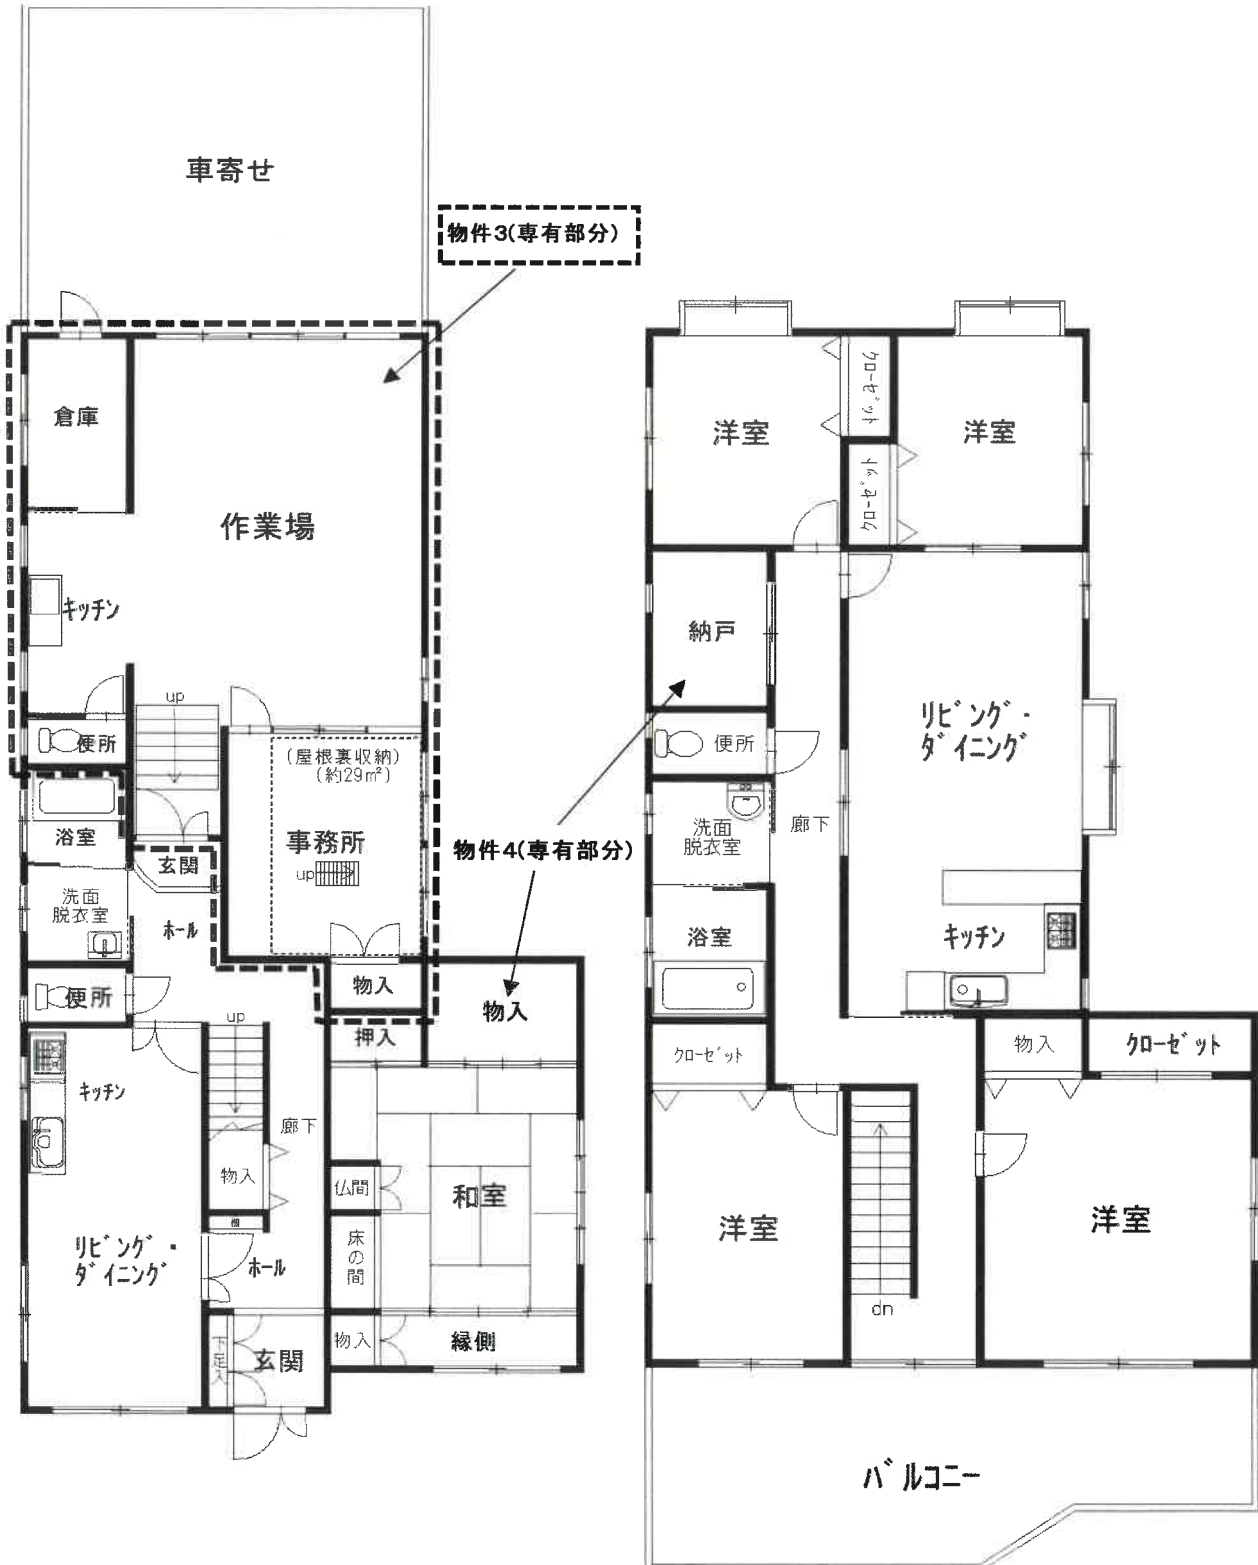 車寄せ
物件3(専有部分)
倉庫
作業場
キッチン
up
便所
(屋根裏収納)
(約29㎡)
事務所
up
浴室
玄関
洗面
脱衣室
ホール
便所
物入
物入
押入
up
キッチン
廊下
物入
仏間
和室
棚
床の間
リビング・
ダイニング
ホール
物入
縁側
下足入
玄関
物件4(専有部分)
洋室
クローゼット
クローゼット
洋室
納戸
リビング・
ダイニング
便所
洗面
脱衣室
廊下
浴室
キッチン
クローゼット
物入
クローゼット
洋室
洋室
dn
バルコニー